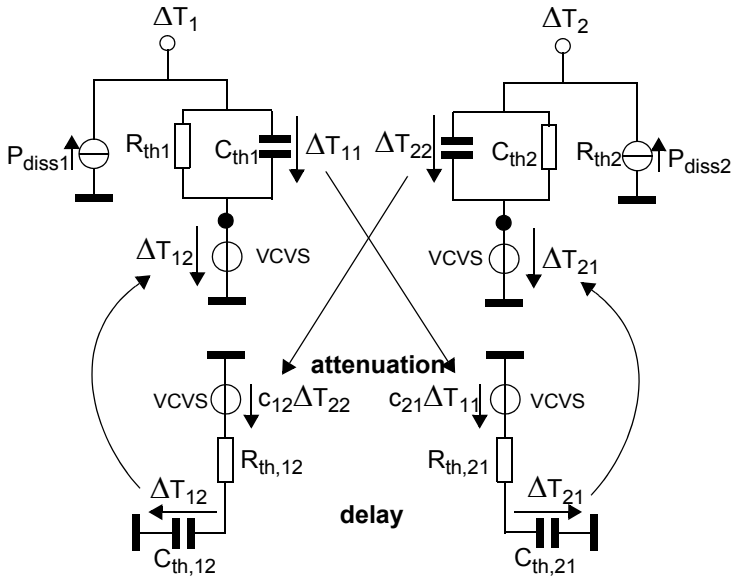 ΔT1 ΔT2
Pdiss1 Rth1 Cth1 ΔT11 ΔT22 Cth2 Rth2 Pdiss2
ΔT12 VCVS VCVS ΔT21
attenuation
VCVS c12ΔT22 c21ΔT11 VCVS
Rth,12 Rth,21
ΔT12 ΔT21
delay
Cth,12 Cth,21